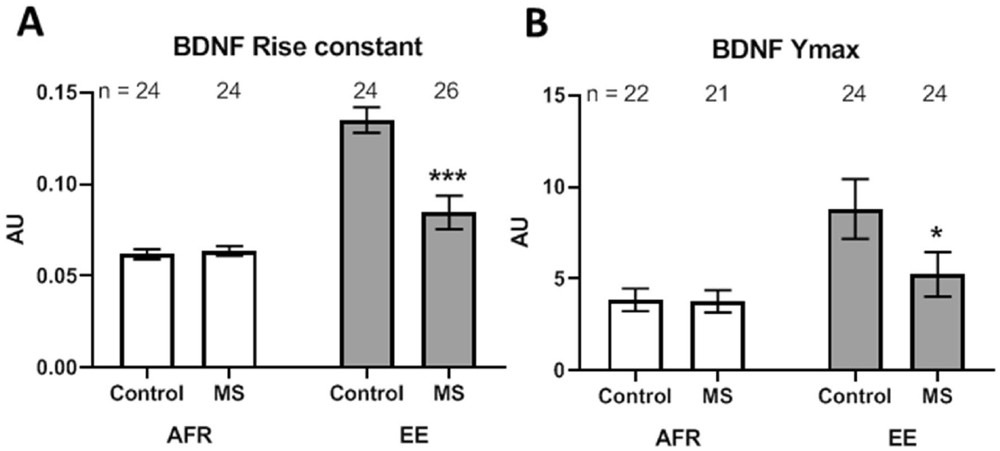 A
BDNF Rise constant
n = 24 24 24 26
0.15
0.10
0.05
0.00
AU
***
Control MS Control MS
AFR EE
B
BDNF Ymax
n = 22 21 24 24
15
10
5
0
AU
*
Control MS Control MS
AFR EE